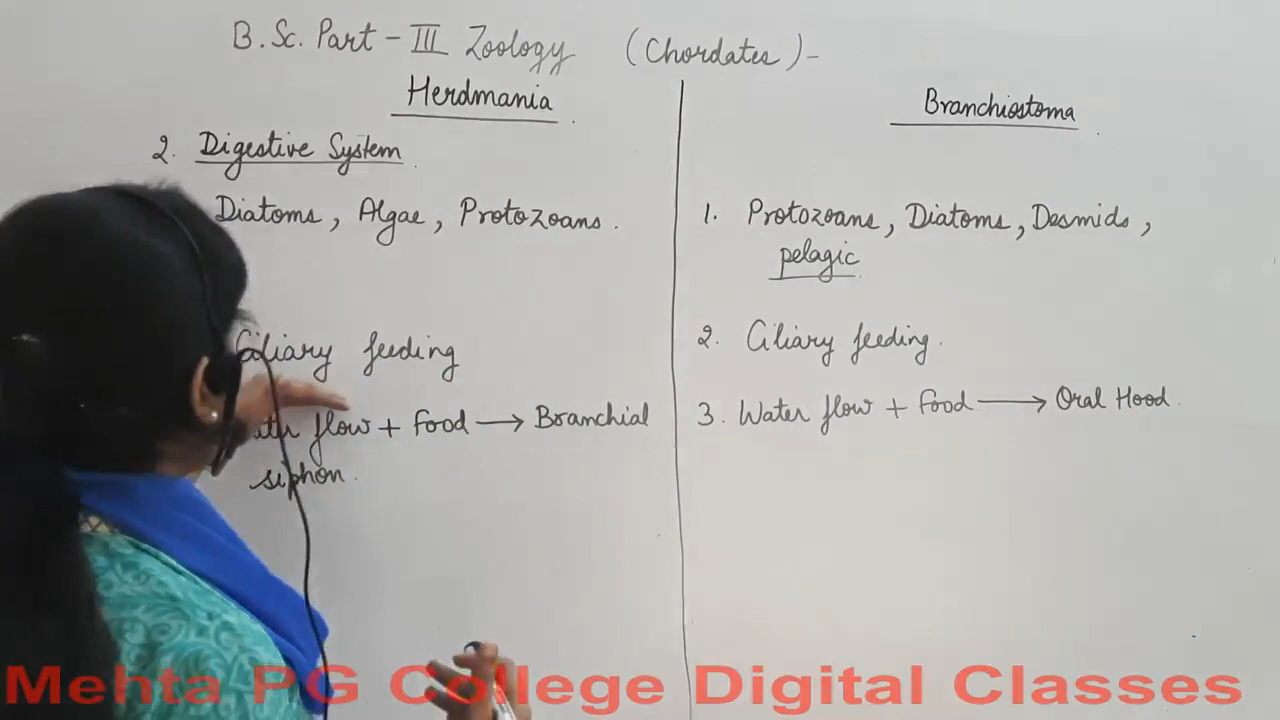 B.Sc. Part - III Zoology (Chordates) -
Herdmania
2. Digestive System
Diatoms, Algae, Protozoans.
Ciliary feeding
flow + food → Branchial
siphon.
Branchiostoma
1. Protozoans, Diatoms, Desmids,
pelagic
2. Ciliary feeding.
3. Water flow + food → Oral Hood.
Mehta PG College Digital Classes